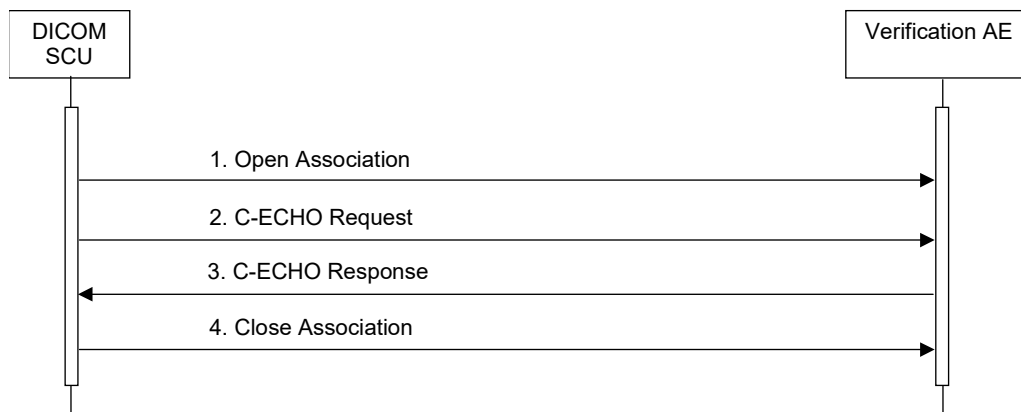 DICOM
SCU
Verification AE
1. Open Association
2. C-ECHO Request
3. C-ECHO Response
4. Close Association